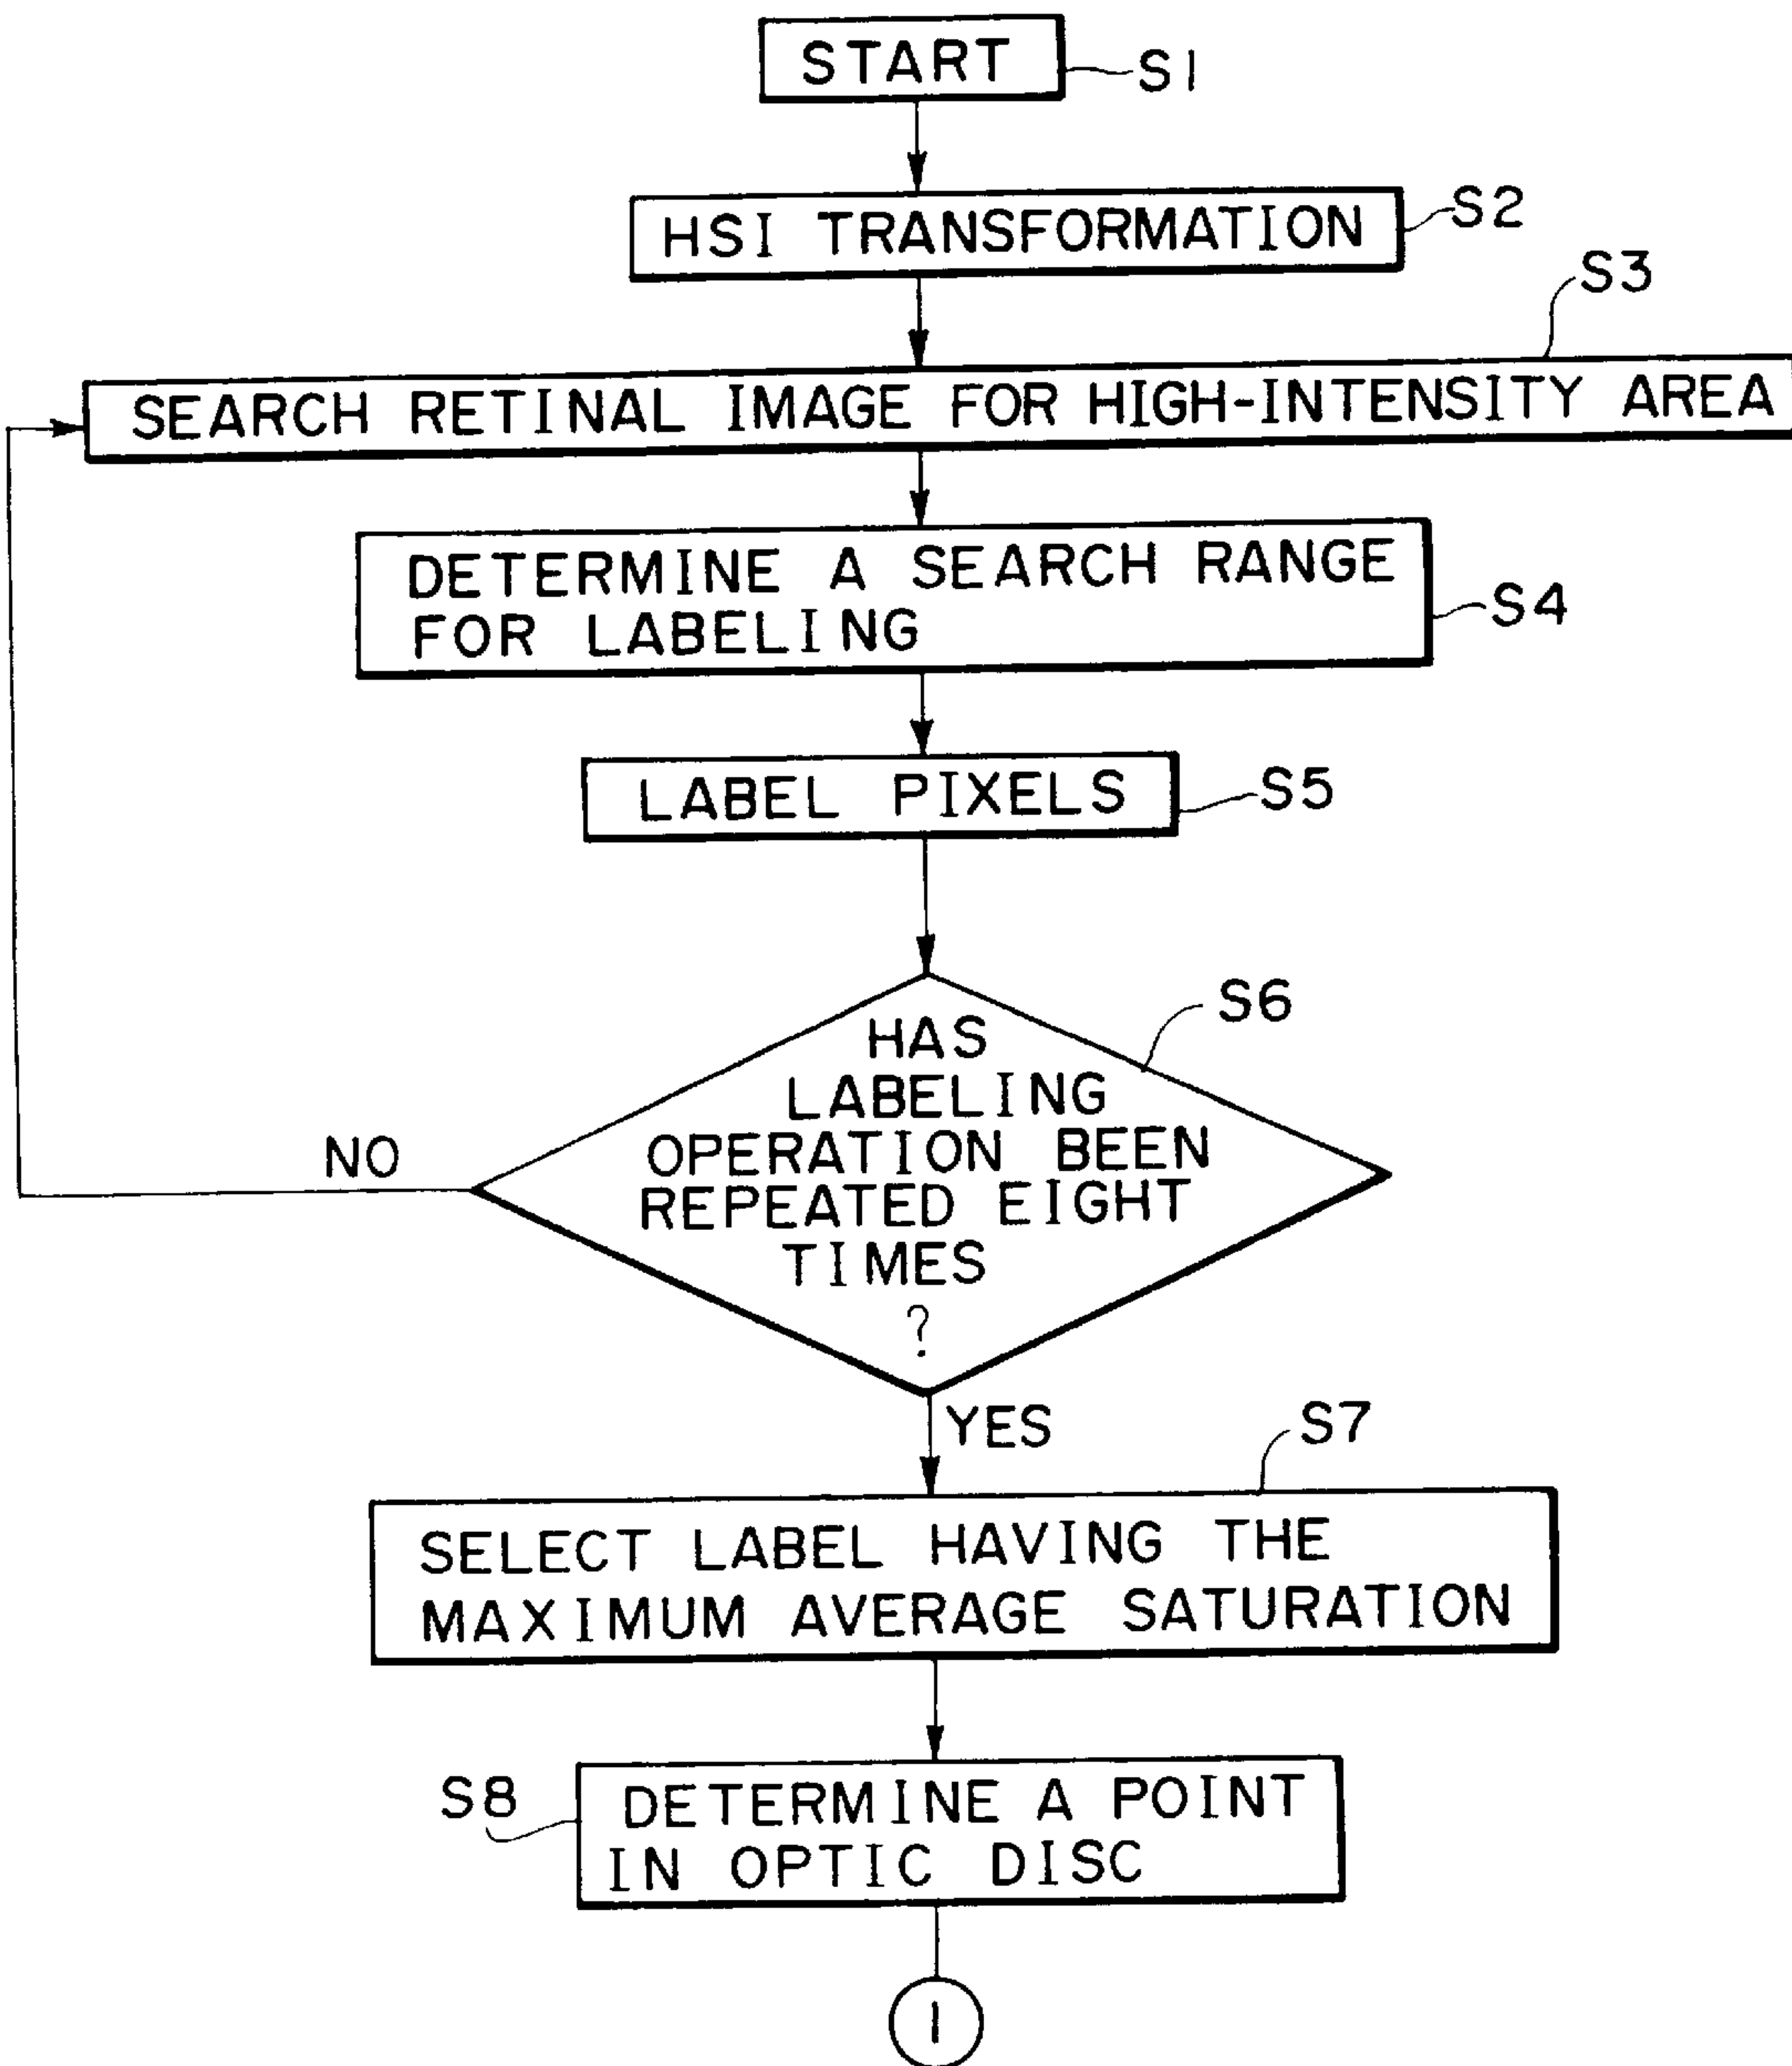 START
S1
HSI TRANSFORMATION
S2
S3
SEARCH RETINAL IMAGE FOR HIGH-INTENSITY AREA
DETERMINE A SEARCH RANGE
FOR LABELING
S4
LABEL PIXELS
S5
S6
HAS
LABELING
OPERATION BEEN
REPEATED EIGHT
TIMES
?
NO
YES
S7
SELECT LABEL HAVING THE
MAXIMUM AVERAGE SATURATION
S8
DETERMINE A POINT
IN OPTIC DISC
1